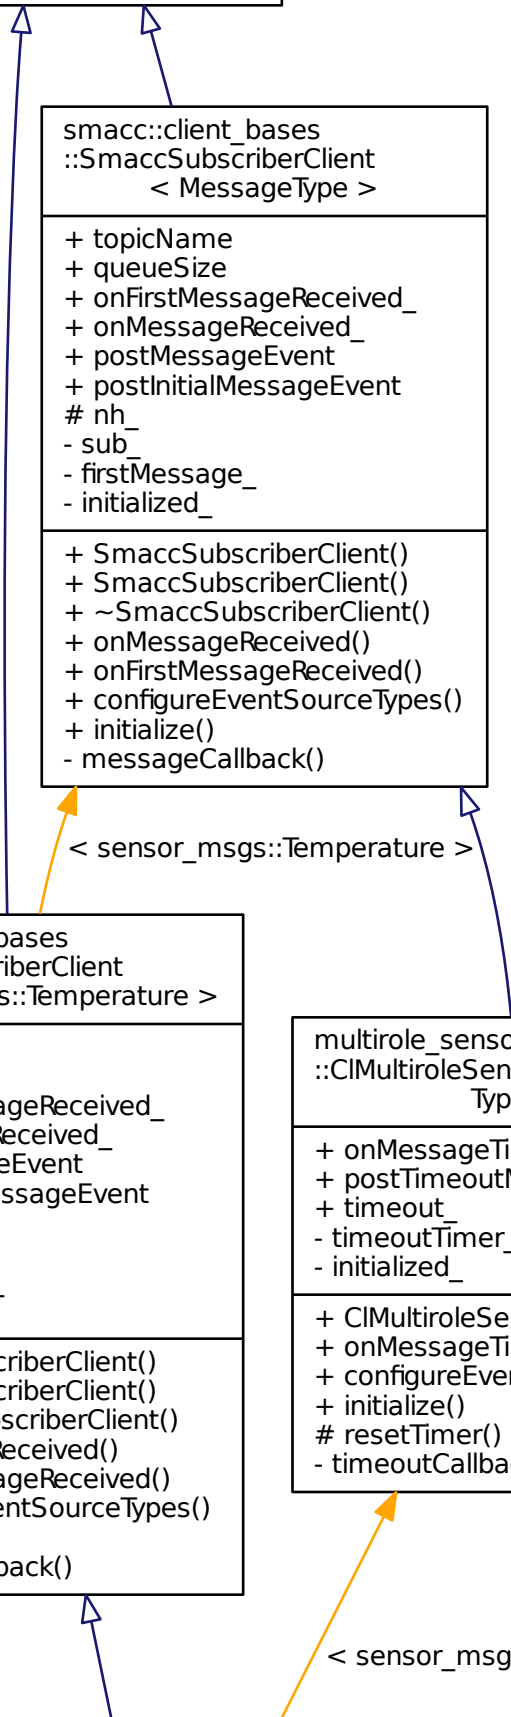 smacc::client_bases
::SmaccSubscriberClient
< MessageType >
+ topicName
+ queueSize
+ onFirstMessageReceived_
+ onMessageReceived_
+ postMessageEvent
+ postInitialMessageEvent
# nh_
- sub_
- firstMessage_
- initialized_
+ SmaccSubscriberClient()
+ SmaccSubscriberClient()
+ ~SmaccSubscriberClient()
+ onMessageReceived()
+ onFirstMessageReceived()
+ configureEventSourceTypes()
+ initialize()
- messageCallback()
< sensor_msgs::Temperature >
bases
riberClient
s::Temperature >
ageReceived_
Received_
eEvent
ssageEvent
_
criberClient()
criberClient()
bscriberClient()
Received()
ageReceived()
entSourceTypes()
back()
multirole_senso
::ClMultiroleSen
Typ
+ onMessageTi
+ postTimeoutM
+ timeout_
- timeoutTimer_
- initialized_
+ ClMultiroleSe
+ onMessageTi
+ configureEve
+ initialize()
# resetTimer()
- timeoutCallba
< sensor_msg